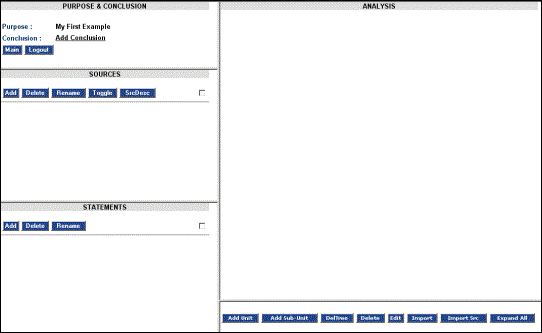 PURPOSE & CONCLUSION
Purpose : My First Example
Conclusion : Add Conclusion
Main Logout
SOURCES
Add Delete Rename Toggle SrcDesc
STATEMENTS
Add Delete Rename
ANALYSIS
Add Unit Add Sub-Unit DelTree Delete Edit Import Import Src Expand All